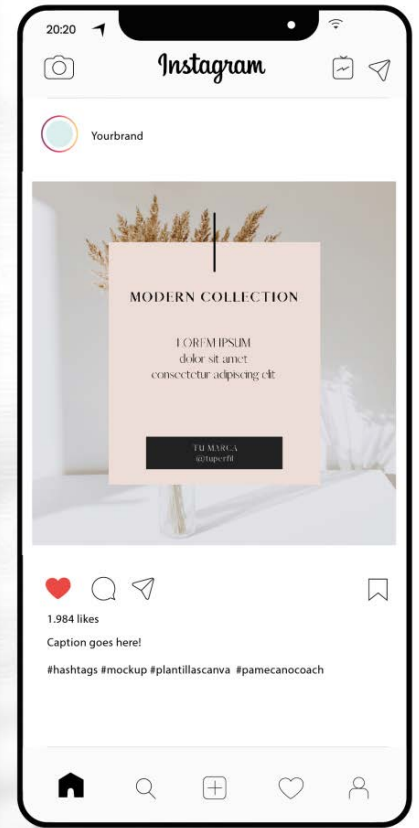 20:20
Instagram
Yourbrand
MODERN COLLECTION
LOREM IPSUM
dolor sit amet
consectetur adipiscing elit
TU MARCA
@tuperfil
1.984 likes
Caption goes here!
#hashtags #mockup #plantillascanva #pamecanocoach